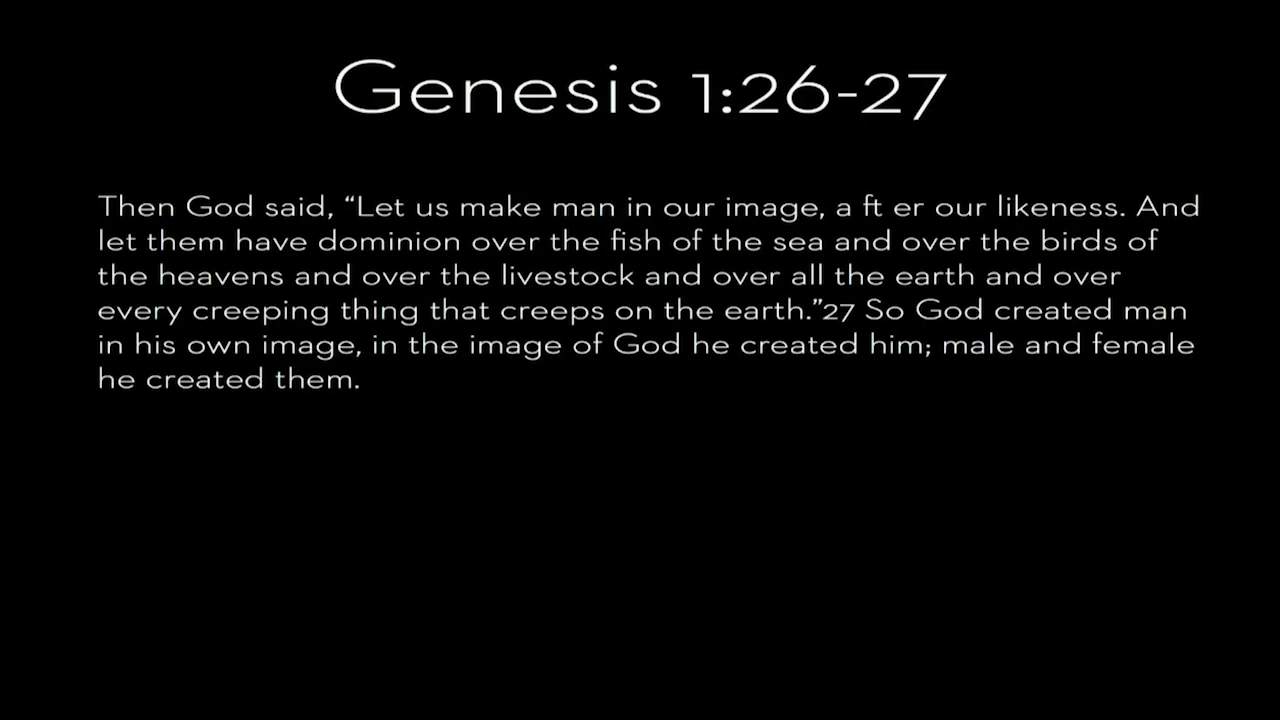 Genesis 1:26-27
Then God said, “Let us make man in our image, a ft er our likeness. And
let them have dominion over the fish of the sea and over the birds of
the heavens and over the livestock and over all the earth and over
every creeping thing that creeps on the earth.”27 So God created man
in his own image, in the image of God he created him; male and female
he created them.